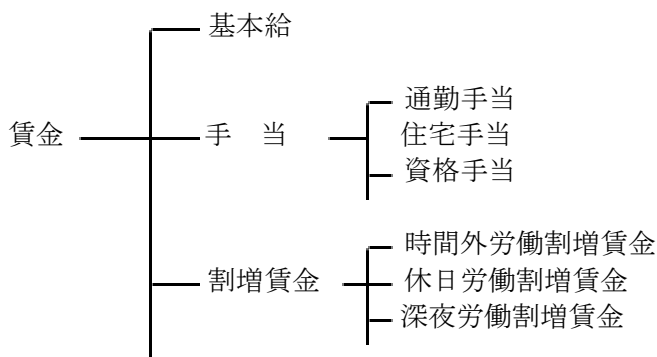 基本給
通勤手当
賃金 手　当 住宅手当
資格手当
時間外労働割増賃金
割増賃金 休日労働割増賃金
深夜労働割増賃金